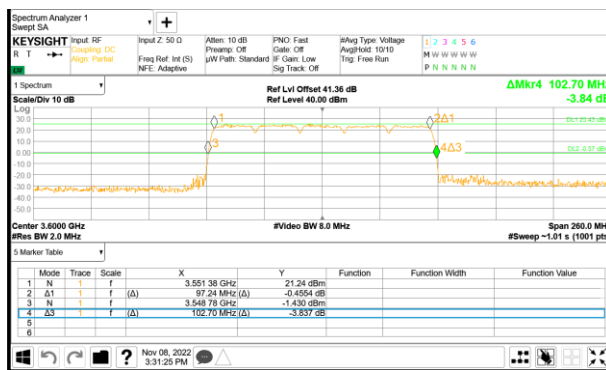 Spectrum Analyzer 1
Swept SA
KEYSIGHT Input: RF Input Z: 50 Ω Atten: 10 dB PNO: Fast #Avg Type: Voltage 1 2 3 4 5 6
R T Coupling: DC Preamp: Off Gate: Off Avg|Hold: 10/10 M W W W W W
Align: Partial Freq Ref: Int (S) µW Path: Standard IF Gain: Low Trig: Free Run
NFE: Adaptive Sig Track: Off P N N N N N
1 Spectrum Ref Lvl Offset 41.36 dB ΔMkr4 102.70 MHz
Scale/Div 10 dB Ref Level 40.00 dBm -3.84 dB
Log
30.0 1 2Δ1
20.0
10.0
0.00 3 4Δ3 DL2 -0.57 dB
-10.0
-20.0
-30.0
-40.0
-50.0
Center 3.6000 GHz #Video BW 8.0 MHz Span 260.0 MHz
#Res BW 2.0 MHz #Sweep ~1.01 s (1001 pts
5 Marker Table
Mode Trace Scale X Y Function Function Width Function Value
1 N 1 f 3.551 38 GHz 21.24 dBm
2 Δ1 1 f (Δ) 97.24 MHz (Δ) -0.4554 dB
3 N 1 f 3.548 78 GHz -1.430 dBm
4 Δ3 1 f (Δ) 102.70 MHz (Δ) -3.837 dB
5
6
? Nov 08, 2022
3:31:25 PM